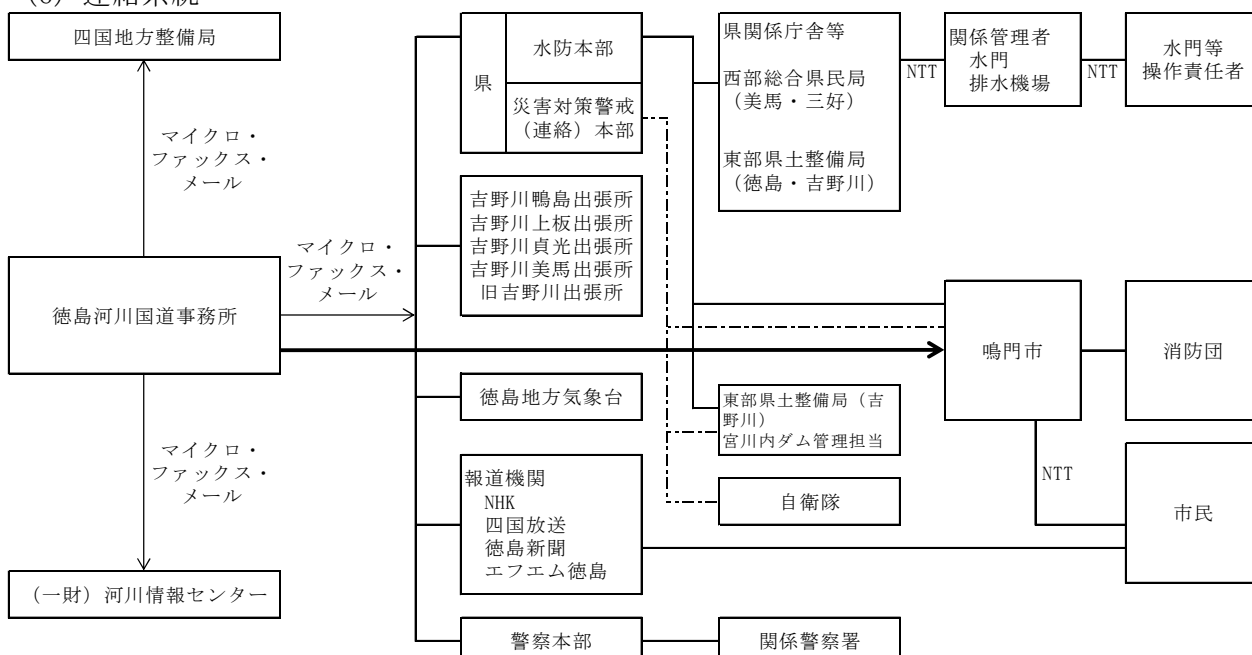 四国地方整備局
マイクロ・
ファックス・
メール
徳島河川国道事務所
マイクロ・
ファックス・
メール
(一財)河川情報センター
マイクロ・
ファックス・
メール
県
水防本部
災害対策警戒
(連絡)本部
吉野川鴨島出張所
吉野川上板出張所
吉野川貞光出張所
吉野川美馬出張所
旧吉野川出張所
徳島地方気象台
報道機関
NHK
四国放送
徳島新聞
エフエム徳島
警察本部
県関係庁舎等
西部総合県民局
(美馬・三好)
東部県土整備局
(徳島・吉野川)
NTT
関係管理者
水門
排水機場
NTT
水門等
操作責任者
東部県土整備局(吉
野川)
宮川内ダム管理担当
自衛隊
関係警察署
鳴門市
消防団
NTT
市民